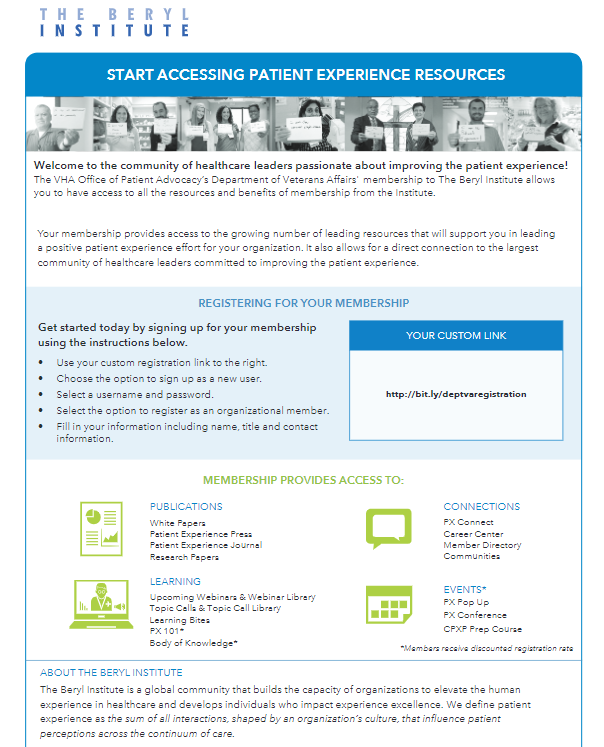 THE BERYL
INSTITUTE
START ACCESSING PATIENT EXPERIENCE RESOURCES
Welcome to the community of healthcare leaders passionate about improving the patient experience!
The VHA Office of Patient Advocacy's Department of Veterans Affairs' membership to The Beryl Institute allows
you to have access to all the resources and benefits of membership from the Institute.
Your membership provides access to the growing number of leading resources that will support you in leading
a positive patient experience effort for your organization. It also allows for a direct connection to the largest
community of healthcare leaders committed to improving the patient experience.
REGISTERING FOR YOUR MEMBERSHIP
Get started today by signing up for your membership
using the instructions below.
• Use your custom registration link to the right.
• Choose the option to sign up as a new user.
• Select a username and password.
• Select the option to register as an organizational member.
• Fill in your information including name, title and contact
information.
YOUR CUSTOM LINK
http://bit.ly/deptvaregistration
MEMBERSHIP PROVIDES ACCESS TO:
PUBLICATIONS
White Papers
Patient Experience Press
Patient Experience Journal
Research Papers
CONNECTIONS
PX Connect
Career Center
Member Directory
Communities
LEARNING
Upcoming Webinars & Webinar Library
Topic Calls & Topic Call Library
Learning Bites
PX 101*
Body of Knowledge*
EVENTS*
PX Pop Up
PX Conference
CPXP Prep Course
*Members receive discounted registration rate
ABOUT THE BERYL INSTITUTE
The Beryl Institute is a global community that builds the capacity of organizations to elevate the human
experience in healthcare and develops individuals who impact experience excellence. We define patient
experience as the sum of all interactions, shaped by an organization's culture, that influence patient
perceptions across the continuum of care.